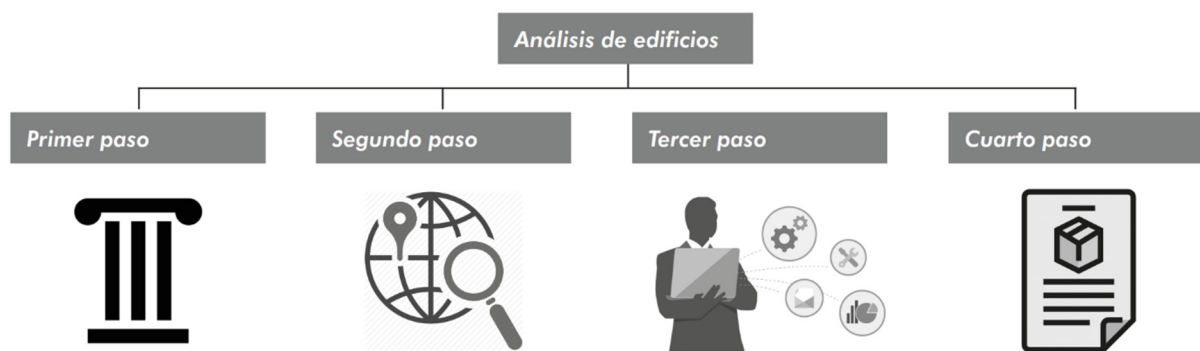 Análisis de edificios
Primer paso
Segundo paso
Tercer paso
Cuarto paso